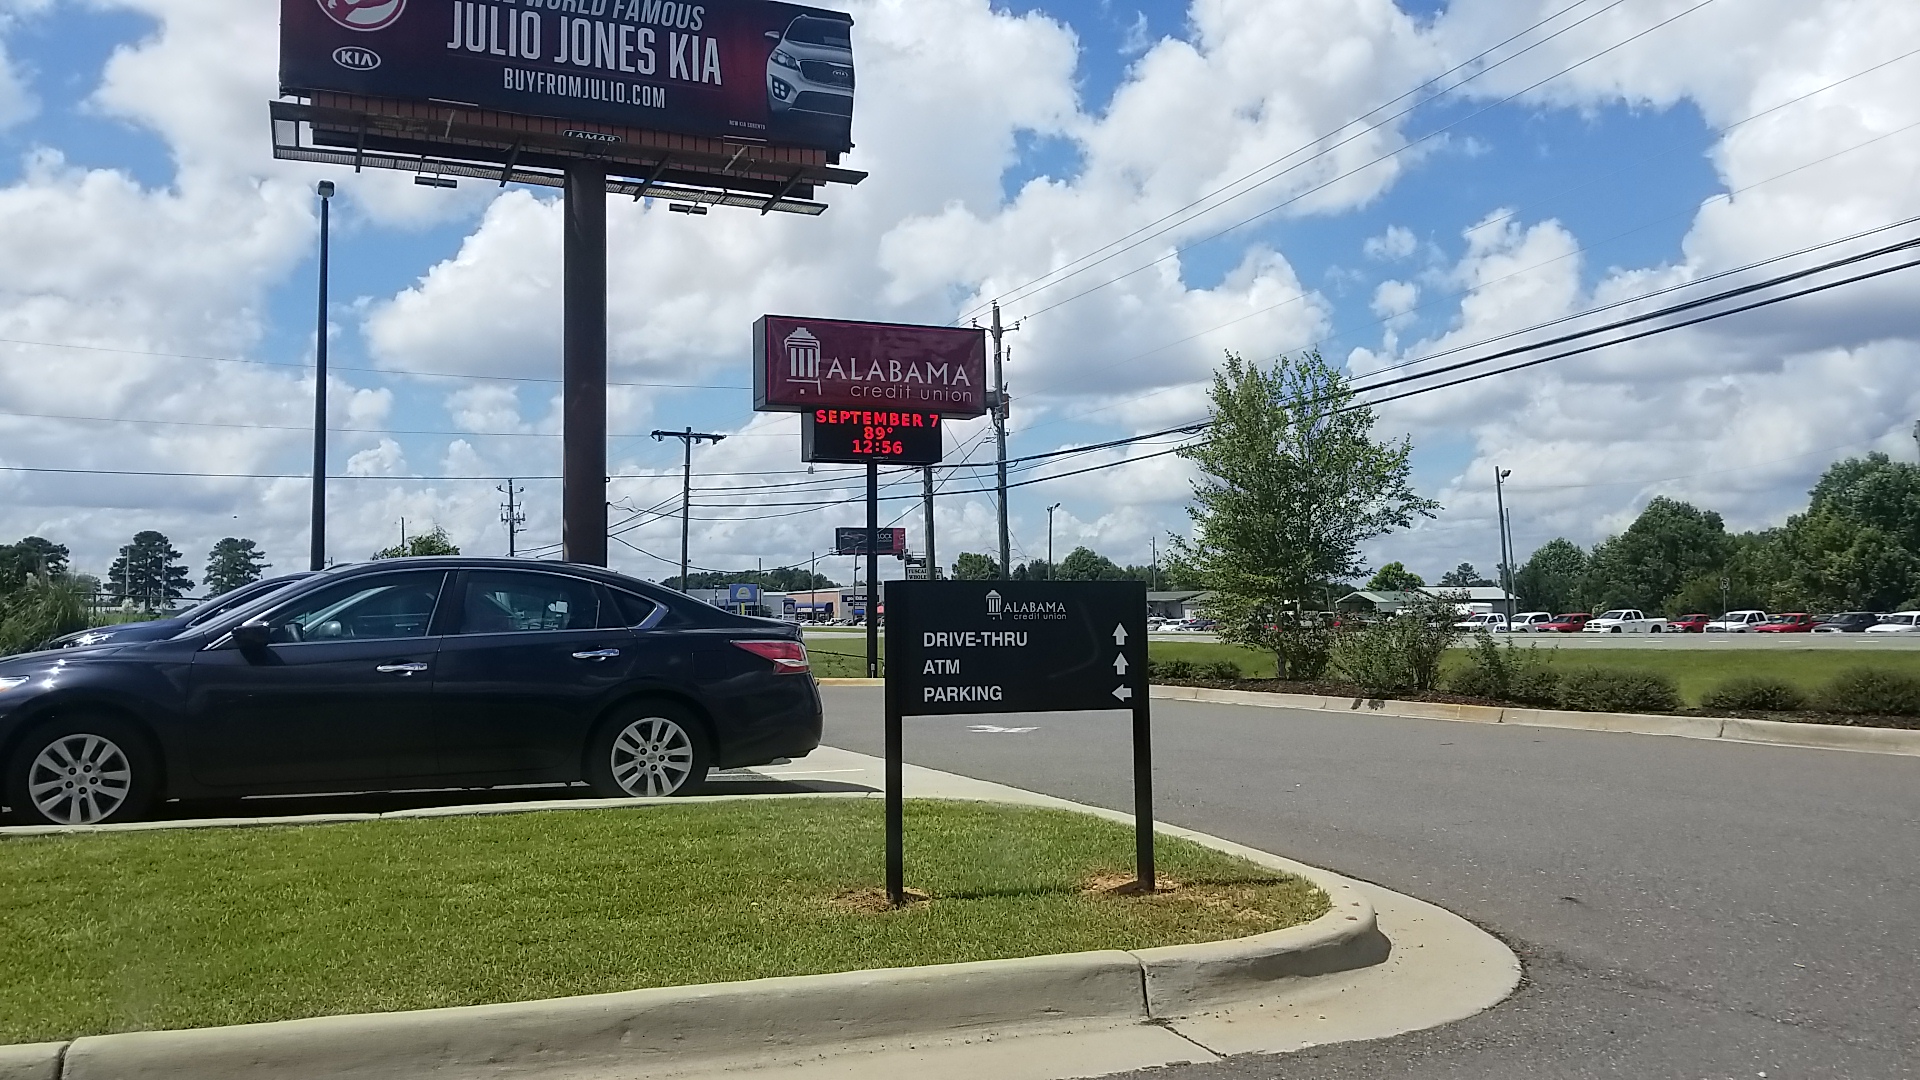 WORLD FAMOUS
JULIO JONES KIA
KIA
BUYFROMJULIO.COM
LAMAR
ALABAMA
credit union
SEPTEMBER 7
89°
12:56
ALABAMA
credit union
DRIVE-THRU
ATM
PARKING